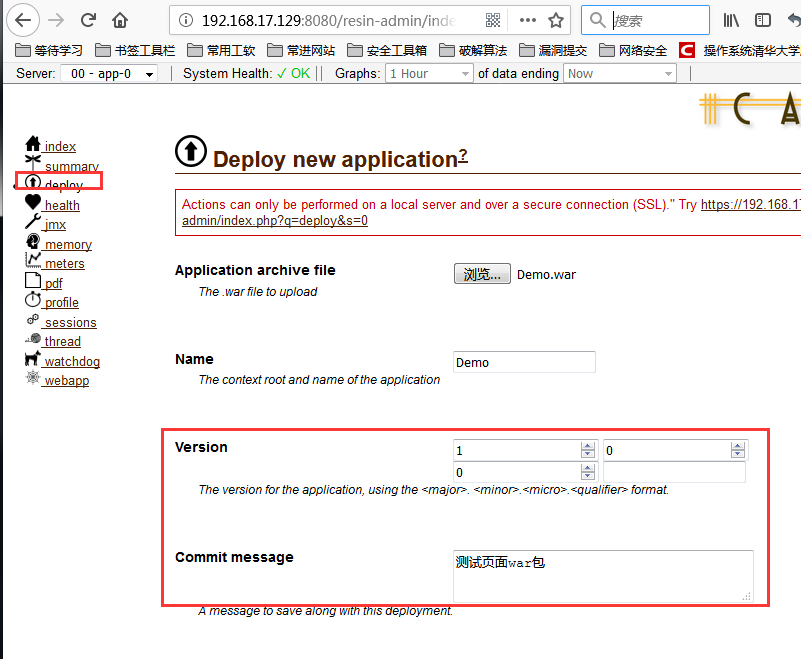 192.168.17.129:8080/resin-admin/inde
搜索
等待学习 书签工具栏 常用工软 常进网站 安全工具箱 破解算法 漏洞提交 网络安全 C 操作系统清华大学
Server: 00 - app-0 System Health: ✓ OK Graphs: 1 Hour of data ending Now
CA
index
summary
deploy
health
jmx
memory
meters
pdf
profile
sessions
thread
watchdog
webapp
Deploy new application?
Actions can only be performed on a local server and over a secure connection (SSL)." Try https://192.168.17
admin/index.php?q=deploy&s=0
Application archive file
浏览... Demo.war
The .war file to upload
Name
Demo
The context root and name of the application
Version
1 0
0
The version for the application, using the <major>. <minor>.<micro>.<qualifier> format.
Commit message
测试页面war包
A message to save along with this deployment.